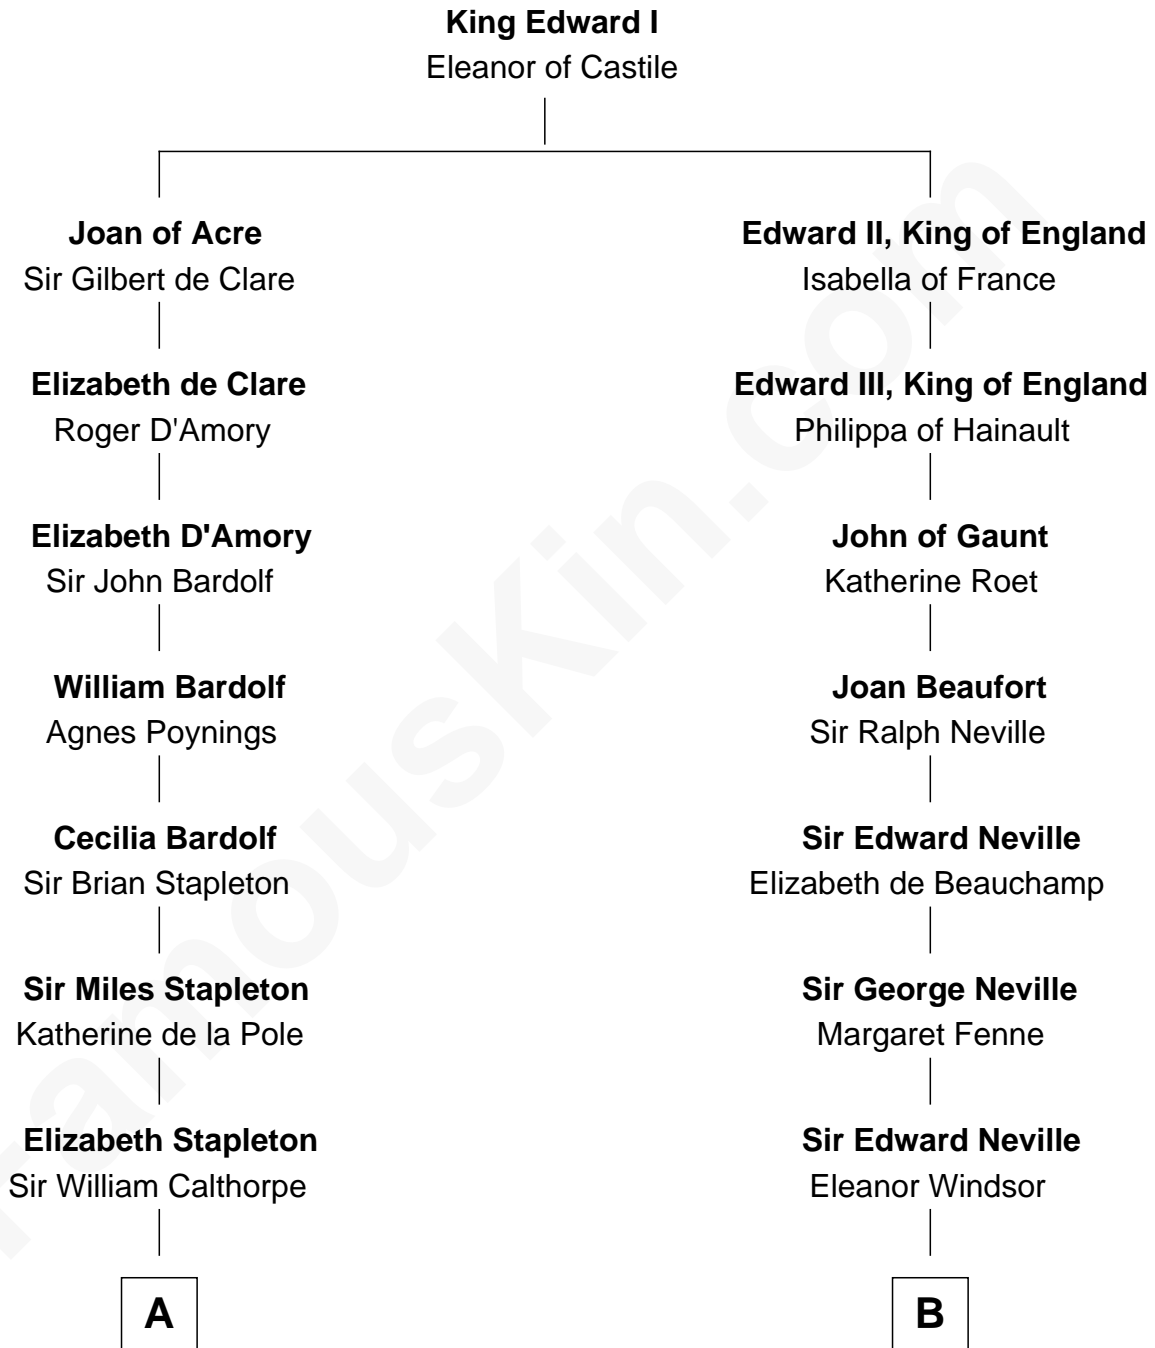 King Edward I
Eleanor of Castile
Joan of Acre
Sir Gilbert de Clare
Edward II, King of England
Isabella of France
Elizabeth de Clare
Roger D'Amory
Edward III, King of England
Philippa of Hainault
Elizabeth D'Amory
Sir John Bardolf
John of Gaunt
Katherine Roet
William Bardolf
Agnes Poynings
Joan Beaufort
Sir Ralph Neville
Cecilia Bardolf
Sir Brian Stapleton
Sir Edward Neville
Elizabeth de Beauchamp
Sir Miles Stapleton
Katherine de la Pole
Sir George Neville
Margaret Fenne
Elizabeth Stapleton
Sir William Calthorpe
Sir Edward Neville
Eleanor Windsor
A
B
FamousKin.com